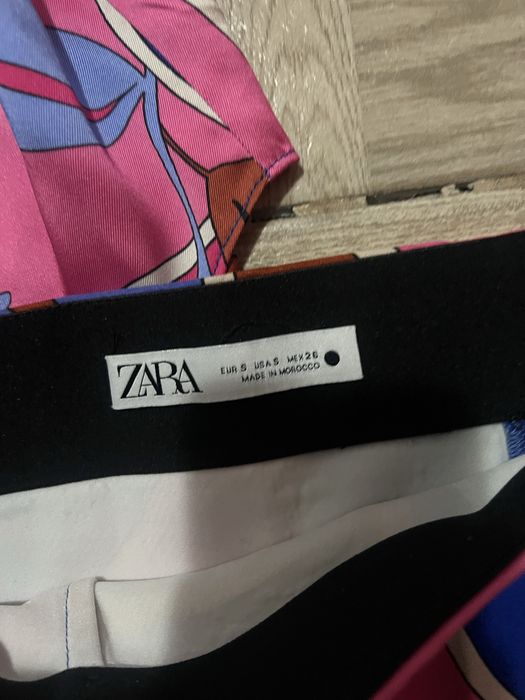 ZARA
EUR S USA S MEX 26
MADE IN MOROCCO